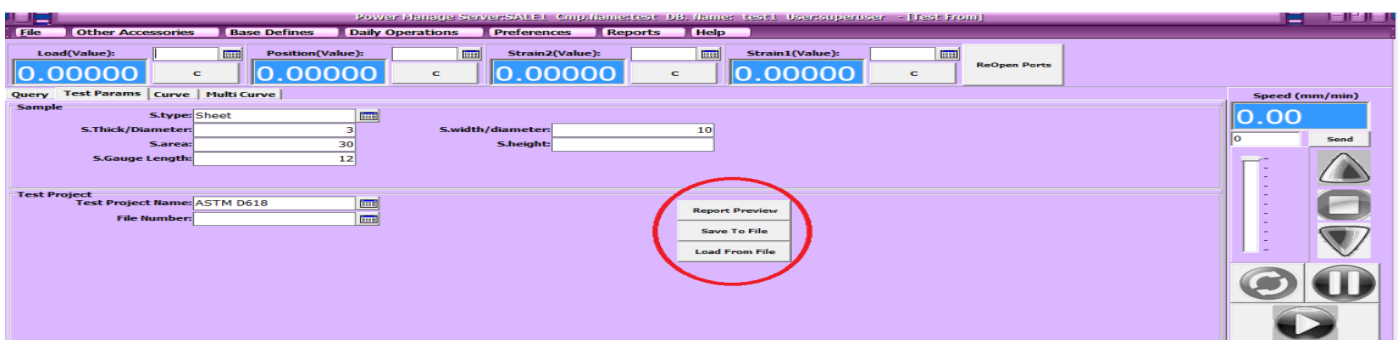 Power Manage Server:SALE1 Cmp.Name:test DB. Name: test1 User:superuser - [Test From]
File Other Accessories Base Defines Daily Operations Preferences Reports Help
Load(Value): Position(Value): Strain2(Value): Strain1(Value):
0.00000 C 0.00000 C 0.00000 C 0.00000 C ReOpen Ports
Query Test Params Curve Multi Curve Speed (mm/min)
Sample
0.00
S.type: Sheet
S.Thick/Diameter: 3 S.width/diameter: 10
0 Send
S.area: 30 S.height:
S.Gauge Length: 12
Test Project
Test Project Name: ASTM D618
Report Preview
File Number:
Save To File
Load From File